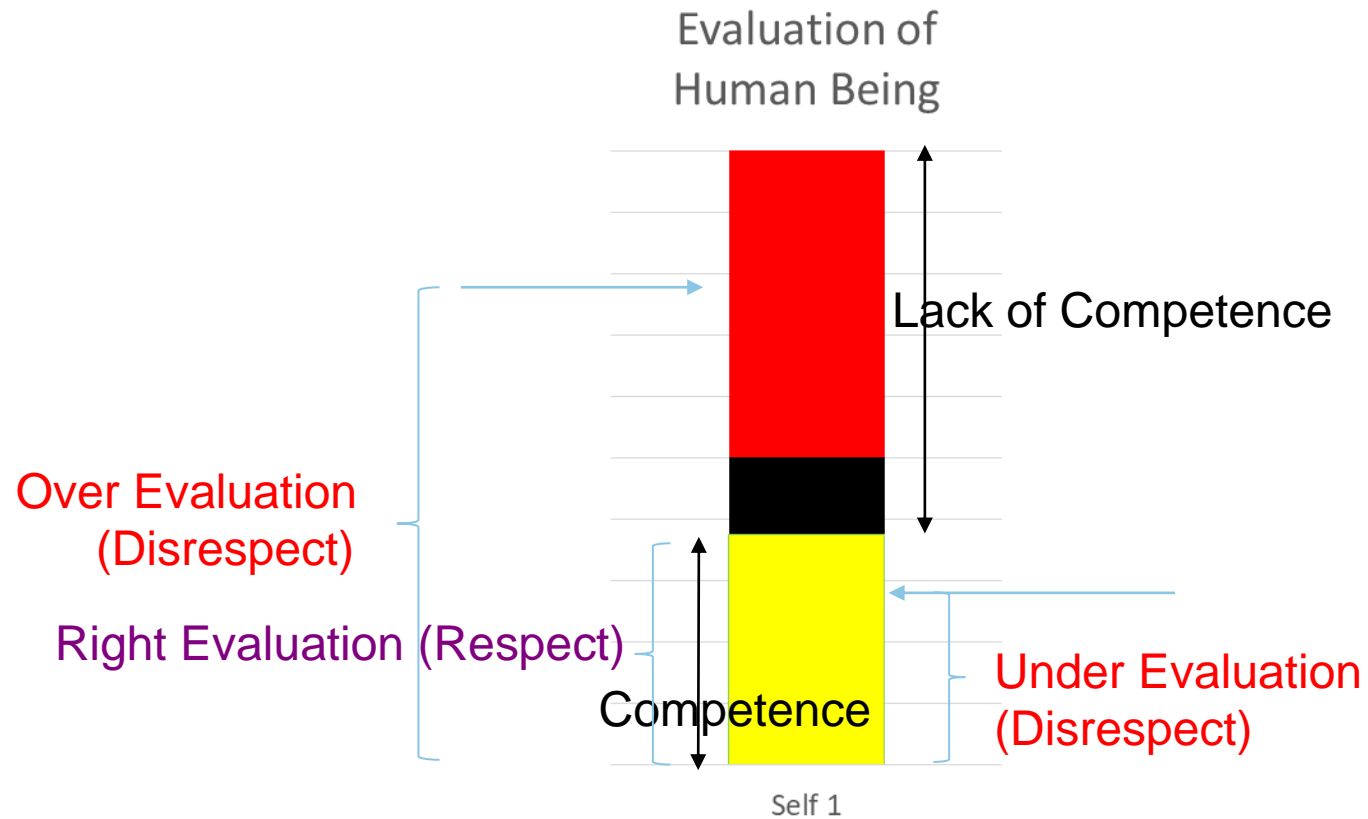 Evaluation of
Human Being
Lack of Competence
Over Evaluation
(Disrespect)
Right Evaluation (Respect)
Under Evaluation
(Disrespect)
Competence
Self 1